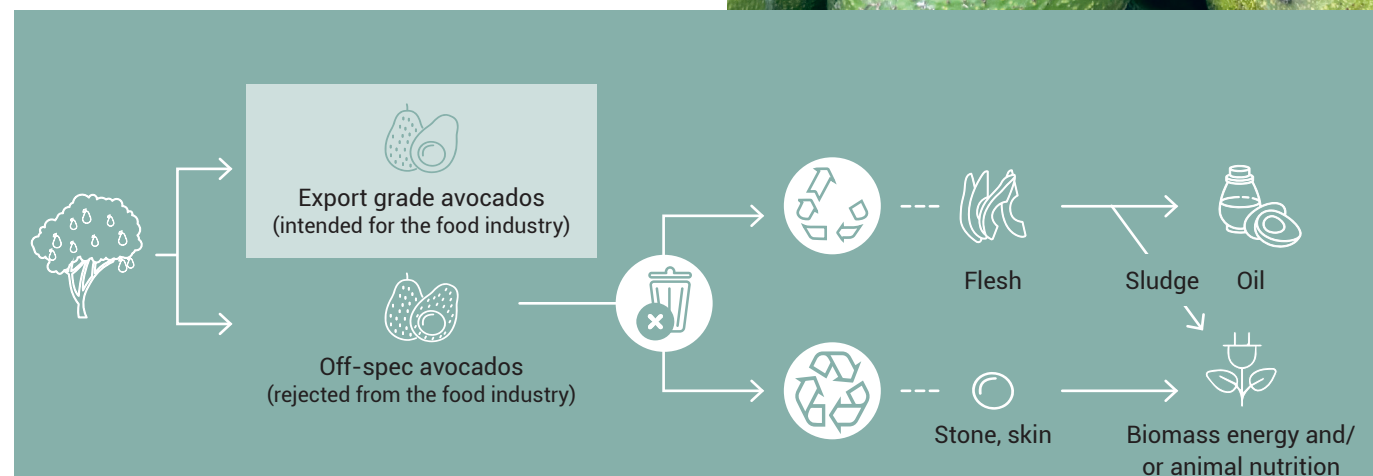 Export grade avocados
(intended for the food industry)
Off-spec avocados
(rejected from the food industry)
Flesh
Sludge
Oil
Stone, skin
Biomass energy and/
or animal nutrition